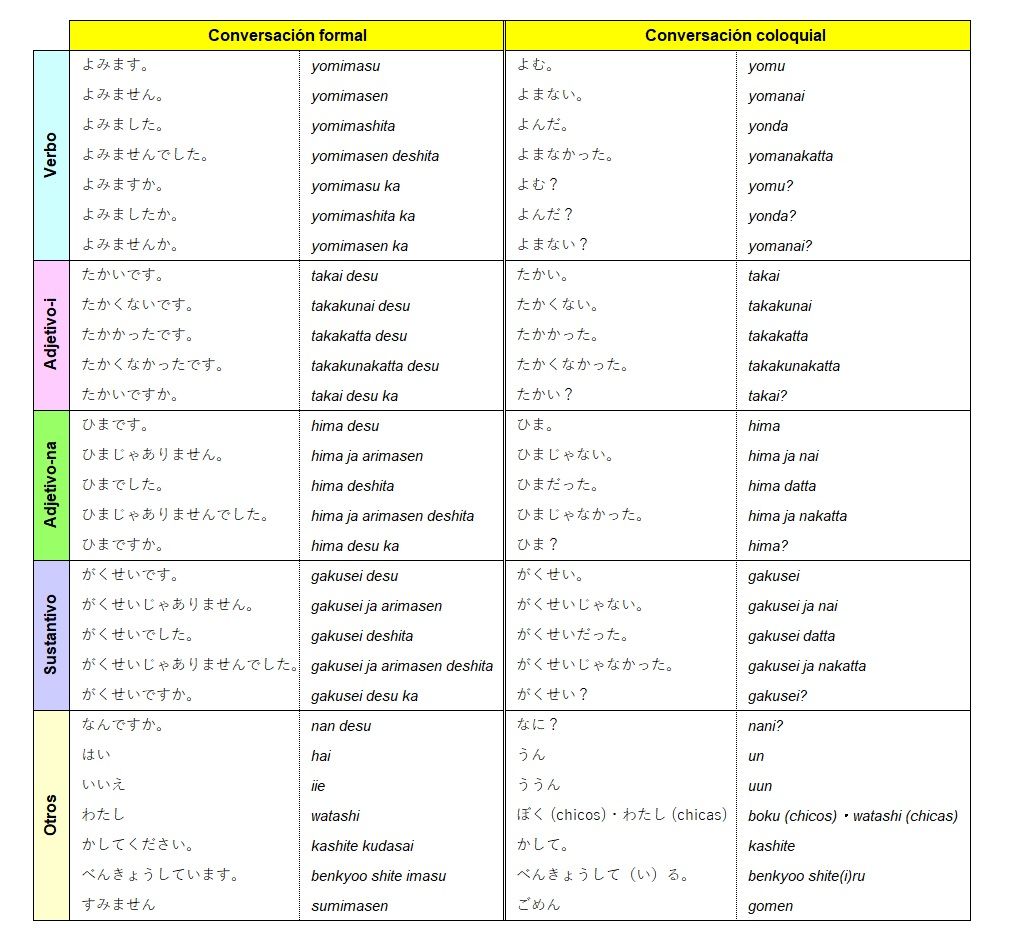 Conversación formal Conversación coloquial
Verbo
よみます。 yomimasu よむ。 yomu
よみません。 yomimasen よまない。 yomanai
よみました。 yomimashita よんだ。 yonda
よみませんでした。 yomimasen deshita よまなかった。 yomanakatta
よみますか。 yomimasu ka よむ？ yomu?
よみましたか。 yomimashita ka よんだ？ yonda?
よみませんか。 yomimasen ka よまない？ yomanai?
Adjetivo-i
たかいです。 takai desu たかい。 takai
たかくないです。 takakunai desu たかくない。 takakunai
たかかったです。 takakatta desu たかかった。 takakatta
たかくなかったです。 takakunakatta desu たかくなかった。 takakunakatta
たかいですか。 takai desu ka たかい？ takai?
Adjetivo-na
ひまです。 hima desu ひま。 hima
ひまじゃありません。 hima ja arimasen ひまじゃない。 hima ja nai
ひまでした。 hima deshita ひまだった。 hima datta
ひまじゃありませんでした。 hima ja arimasen deshita ひまじゃなかった。 hima ja nakatta
ひまですか。 hima desu ka ひま？ hima?
Sustantivo
がくせいです。 gakusei desu がくせい。 gakusei
がくせいじゃありません。 gakusei ja arimasen がくせいじゃない。 gakusei ja nai
がくせいでした。 gakusei deshita がくせいだった。 gakusei datta
がくせいじゃありませんでした。 gakusei ja arimasen deshita がくせいじゃなかった。 gakusei ja nakatta
がくせいですか。 gakusei desu ka がくせい？ gakusei?
Otros
なんですか。 nan desu なに？ nani?
はい hai うん un
いいえ iie ううん uun
わたし watashi ぼく (chicos)・わたし (chicas) boku (chicos)・watashi (chicas)
かしてください。 kashite kudasai かして。 kashite
べんきょうしています。 benkyoo shite imasu べんきょうして（い）る。 benkyoo shite(i)ru
すみません sumimasen ごめん gomen